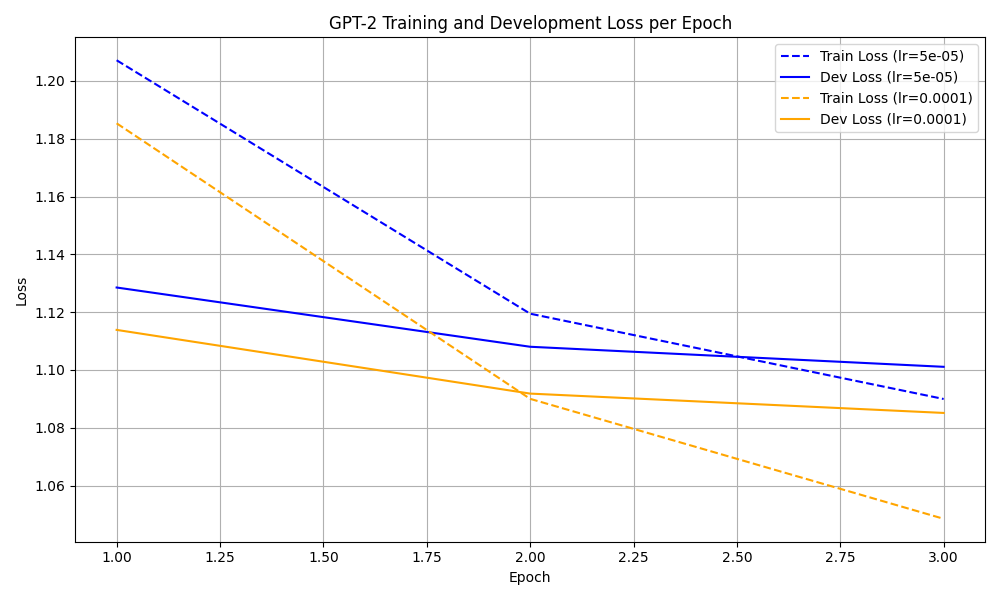 GPT-2 Training and Development Loss per Epoch
Train Loss (lr=5e-05)
Dev Loss (lr=5e-05)
Train Loss (lr=0.0001)
Dev Loss (lr=0.0001)
Loss
1.20
1.18
1.16
1.14
1.12
1.10
1.08
1.06
1.00 1.25 1.50 1.75 2.00 2.25 2.50 2.75 3.00
Epoch